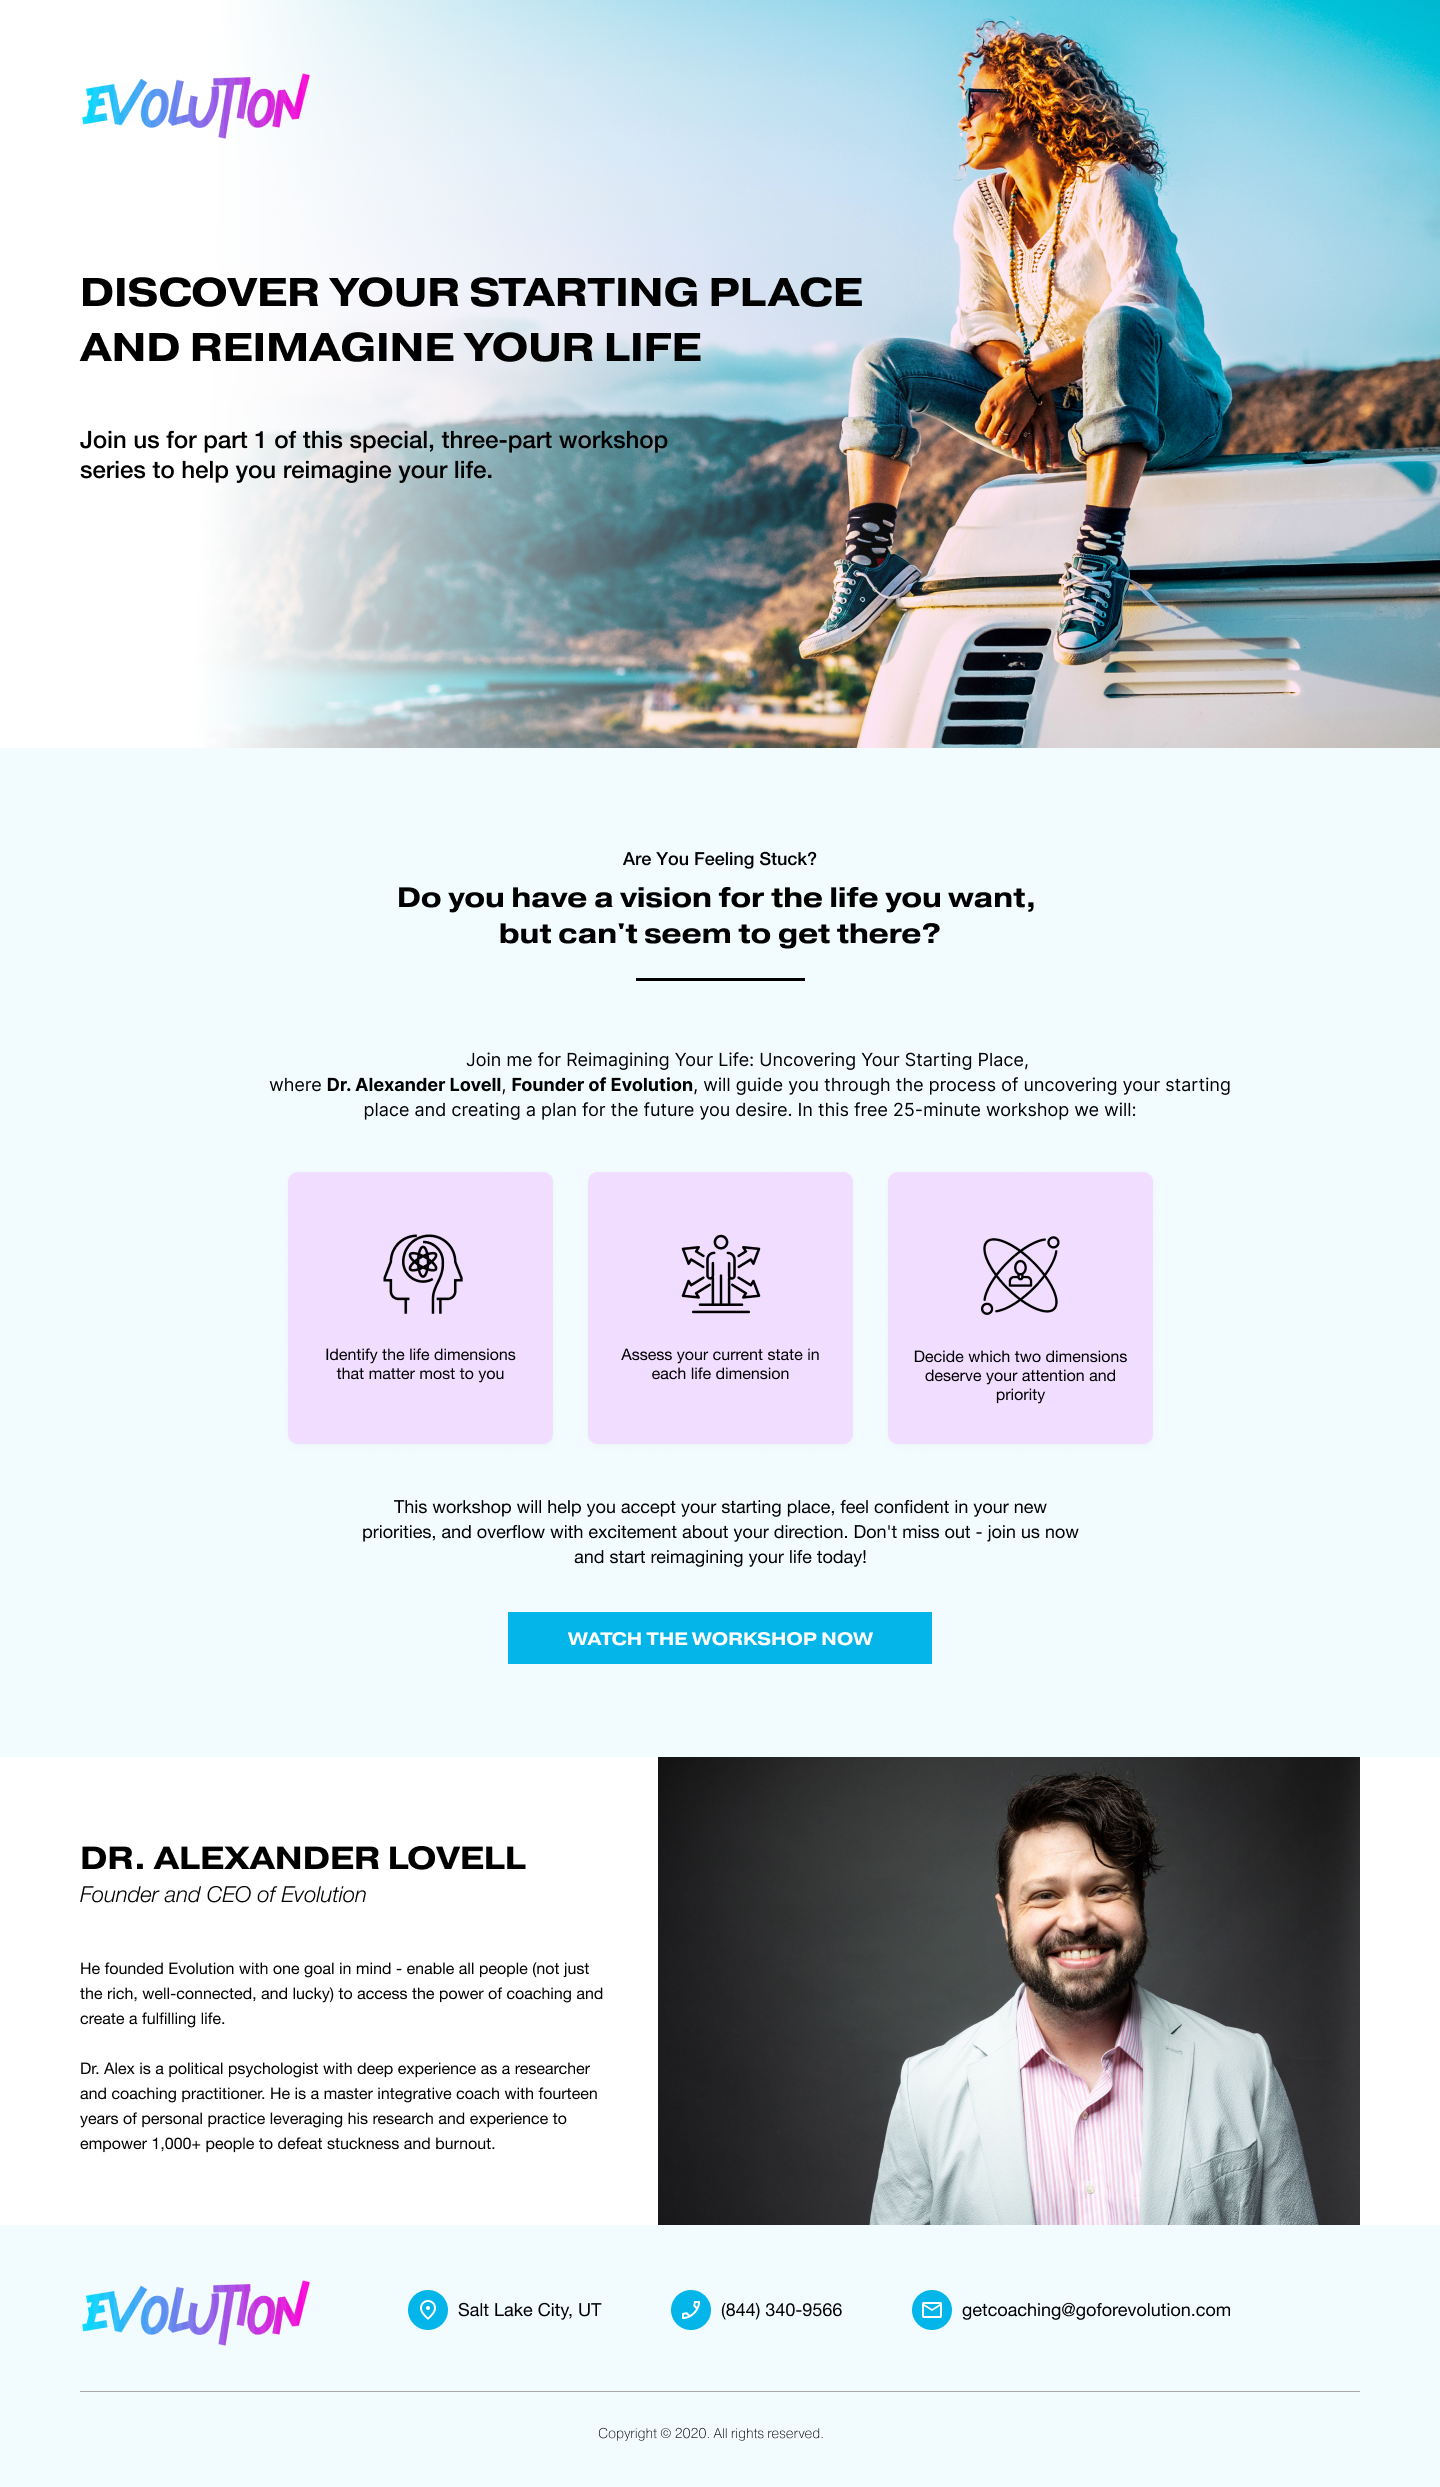 EVOLUTION
DISCOVER YOUR STARTING PLACE
AND REIMAGINE YOUR LIFE
Join us for part 1 of this special, three-part workshop
series to help you reimagine your life.
Are You Feeling Stuck?
Do you have a vision for the life you want,
but can't seem to get there?
Join me for Reimagining Your Life: Uncovering Your Starting Place,
where Dr. Alexander Lovell, Founder of Evolution, will guide you through the process of uncovering your starting
place and creating a plan for the future you desire. In this free 25-minute workshop we will:
Identify the life dimensions
that matter most to you
Assess your current state in
each life dimension
Decide which two dimensions
deserve your attention and
priority
This workshop will help you accept your starting place, feel confident in your new
priorities, and overflow with excitement about your direction. Don't miss out - join us now
and start reimagining your life today!
WATCH THE WORKSHOP NOW
DR. ALEXANDER LOVELL
Founder and CEO of Evolution
He founded Evolution with one goal in mind - enable all people (not just
the rich, well-connected, and lucky) to access the power of coaching and
create a fulfilling life.
Dr. Alex is a political psychologist with deep experience as a researcher
and coaching practitioner. He is a master integrative coach with fourteen
years of personal practice leveraging his research and experience to
empower 1,000+ people to defeat stuckness and burnout.
EVOLUTION
Salt Lake City, UT
(844) 340-9566
getcoaching@goforevolution.com
Copyright © 2020. All rights reserved.